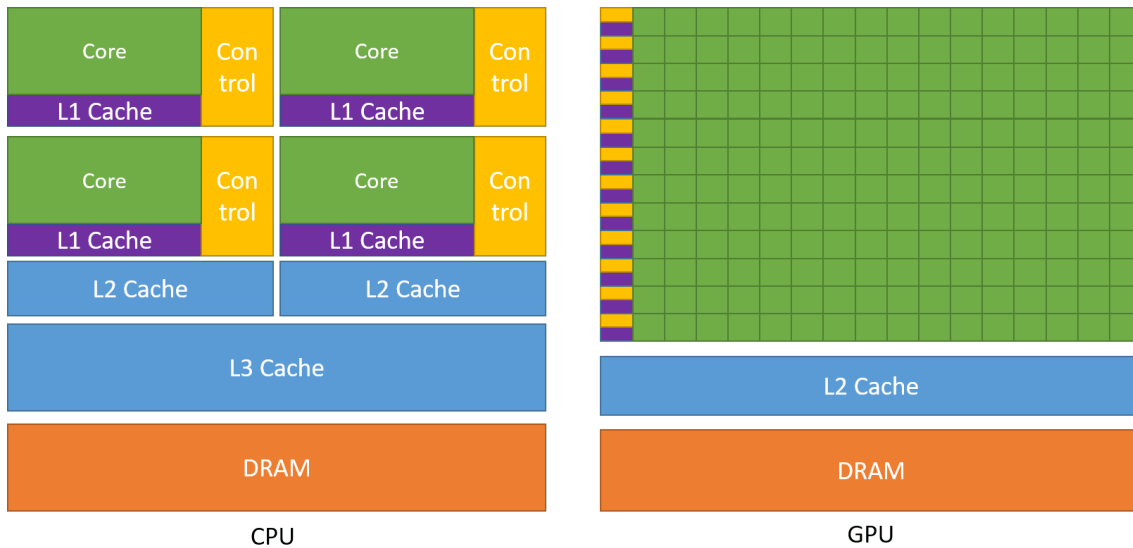 Core
Con
trol
L1 Cache
Core
Con
trol
L1 Cache
Core
Con
trol
L1 Cache
Core
Con
trol
L1 Cache
L2 Cache
L2 Cache
L3 Cache
DRAM
CPU
L2 Cache
DRAM
GPU